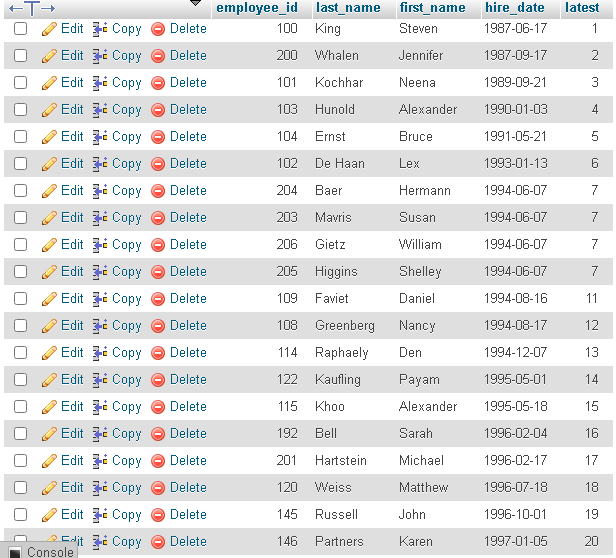 employee_id last_name first_name hire_date latest
Edit Copy Delete 100 King Steven 1987-06-17 1
Edit Copy Delete 200 Whalen Jennifer 1987-09-17 2
Edit Copy Delete 101 Kochhar Neena 1989-09-21 3
Edit Copy Delete 103 Hunold Alexander 1990-01-03 4
Edit Copy Delete 104 Ernst Bruce 1991-05-21 5
Edit Copy Delete 102 De Haan Lex 1993-01-13 6
Edit Copy Delete 204 Baer Hermann 1994-06-07 7
Edit Copy Delete 203 Mavris Susan 1994-06-07 7
Edit Copy Delete 206 Gietz William 1994-06-07 7
Edit Copy Delete 205 Higgins Shelley 1994-06-07 7
Edit Copy Delete 109 Faviet Daniel 1994-08-16 11
Edit Copy Delete 108 Greenberg Nancy 1994-08-17 12
Edit Copy Delete 114 Raphaely Den 1994-12-07 13
Edit Copy Delete 122 Kaufling Payam 1995-05-01 14
Edit Copy Delete 115 Khoo Alexander 1995-05-18 15
Edit Copy Delete 192 Bell Sarah 1996-02-04 16
Edit Copy Delete 201 Hartstein Michael 1996-02-17 17
Edit Copy Delete 120 Weiss Matthew 1996-07-18 18
Edit Copy Delete 145 Russell John 1996-10-01 19
Edit Copy Delete 146 Partners Karen 1997-01-05 20
Console